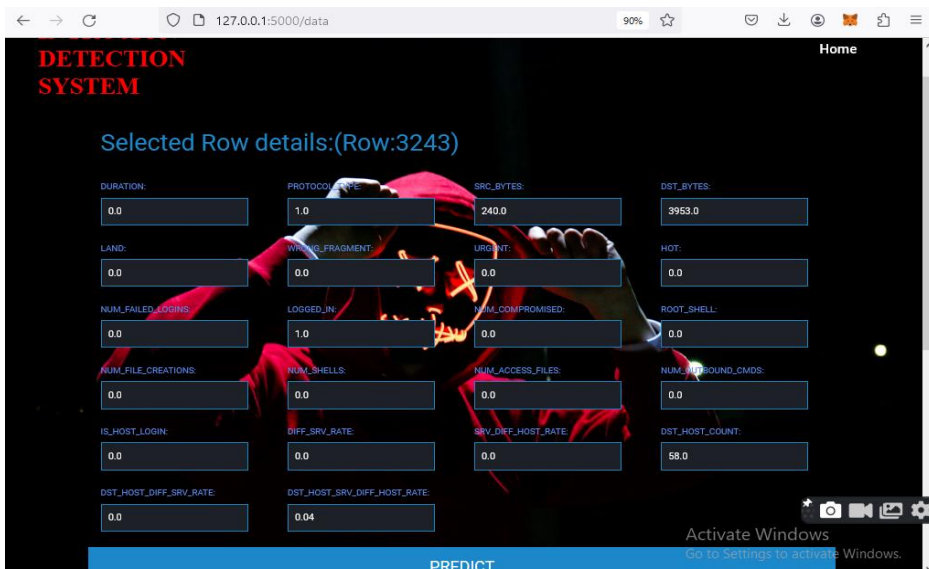 127.0.0.1:5000/data
90%
DETECTION
SYSTEM
Home
Selected Row details:(Row:3243)
DURATION: PROTOCOL_TYPE: SRC_BYTES: DST_BYTES:
0.0 1.0 240.0 3953.0
LAND: WRONG_FRAGMENT: URGENT: HOT:
0.0 0.0 0.0 0.0
NUM_FAILED_LOGINS: LOGGED_IN: NUM_COMPROMISED: ROOT_SHELL:
0.0 1.0 0.0 0.0
NUM_FILE_CREATIONS: NUM_SHELLS: NUM_ACCESS_FILES: NUM_OUTBOUND_CMDS:
0.0 0.0 0.0 0.0
IS_HOST_LOGIN: DIFF_SRV_RATE: SRV_DIFF_HOST_RATE: DST_HOST_COUNT:
0.0 0.0 0.0 58.0
DST_HOST_DIFF_SRV_RATE: DST_HOST_SRV_DIFF_HOST_RATE:
0.0 0.04
Activate Windows
Go to Settings to activate Windows.
PREDICT